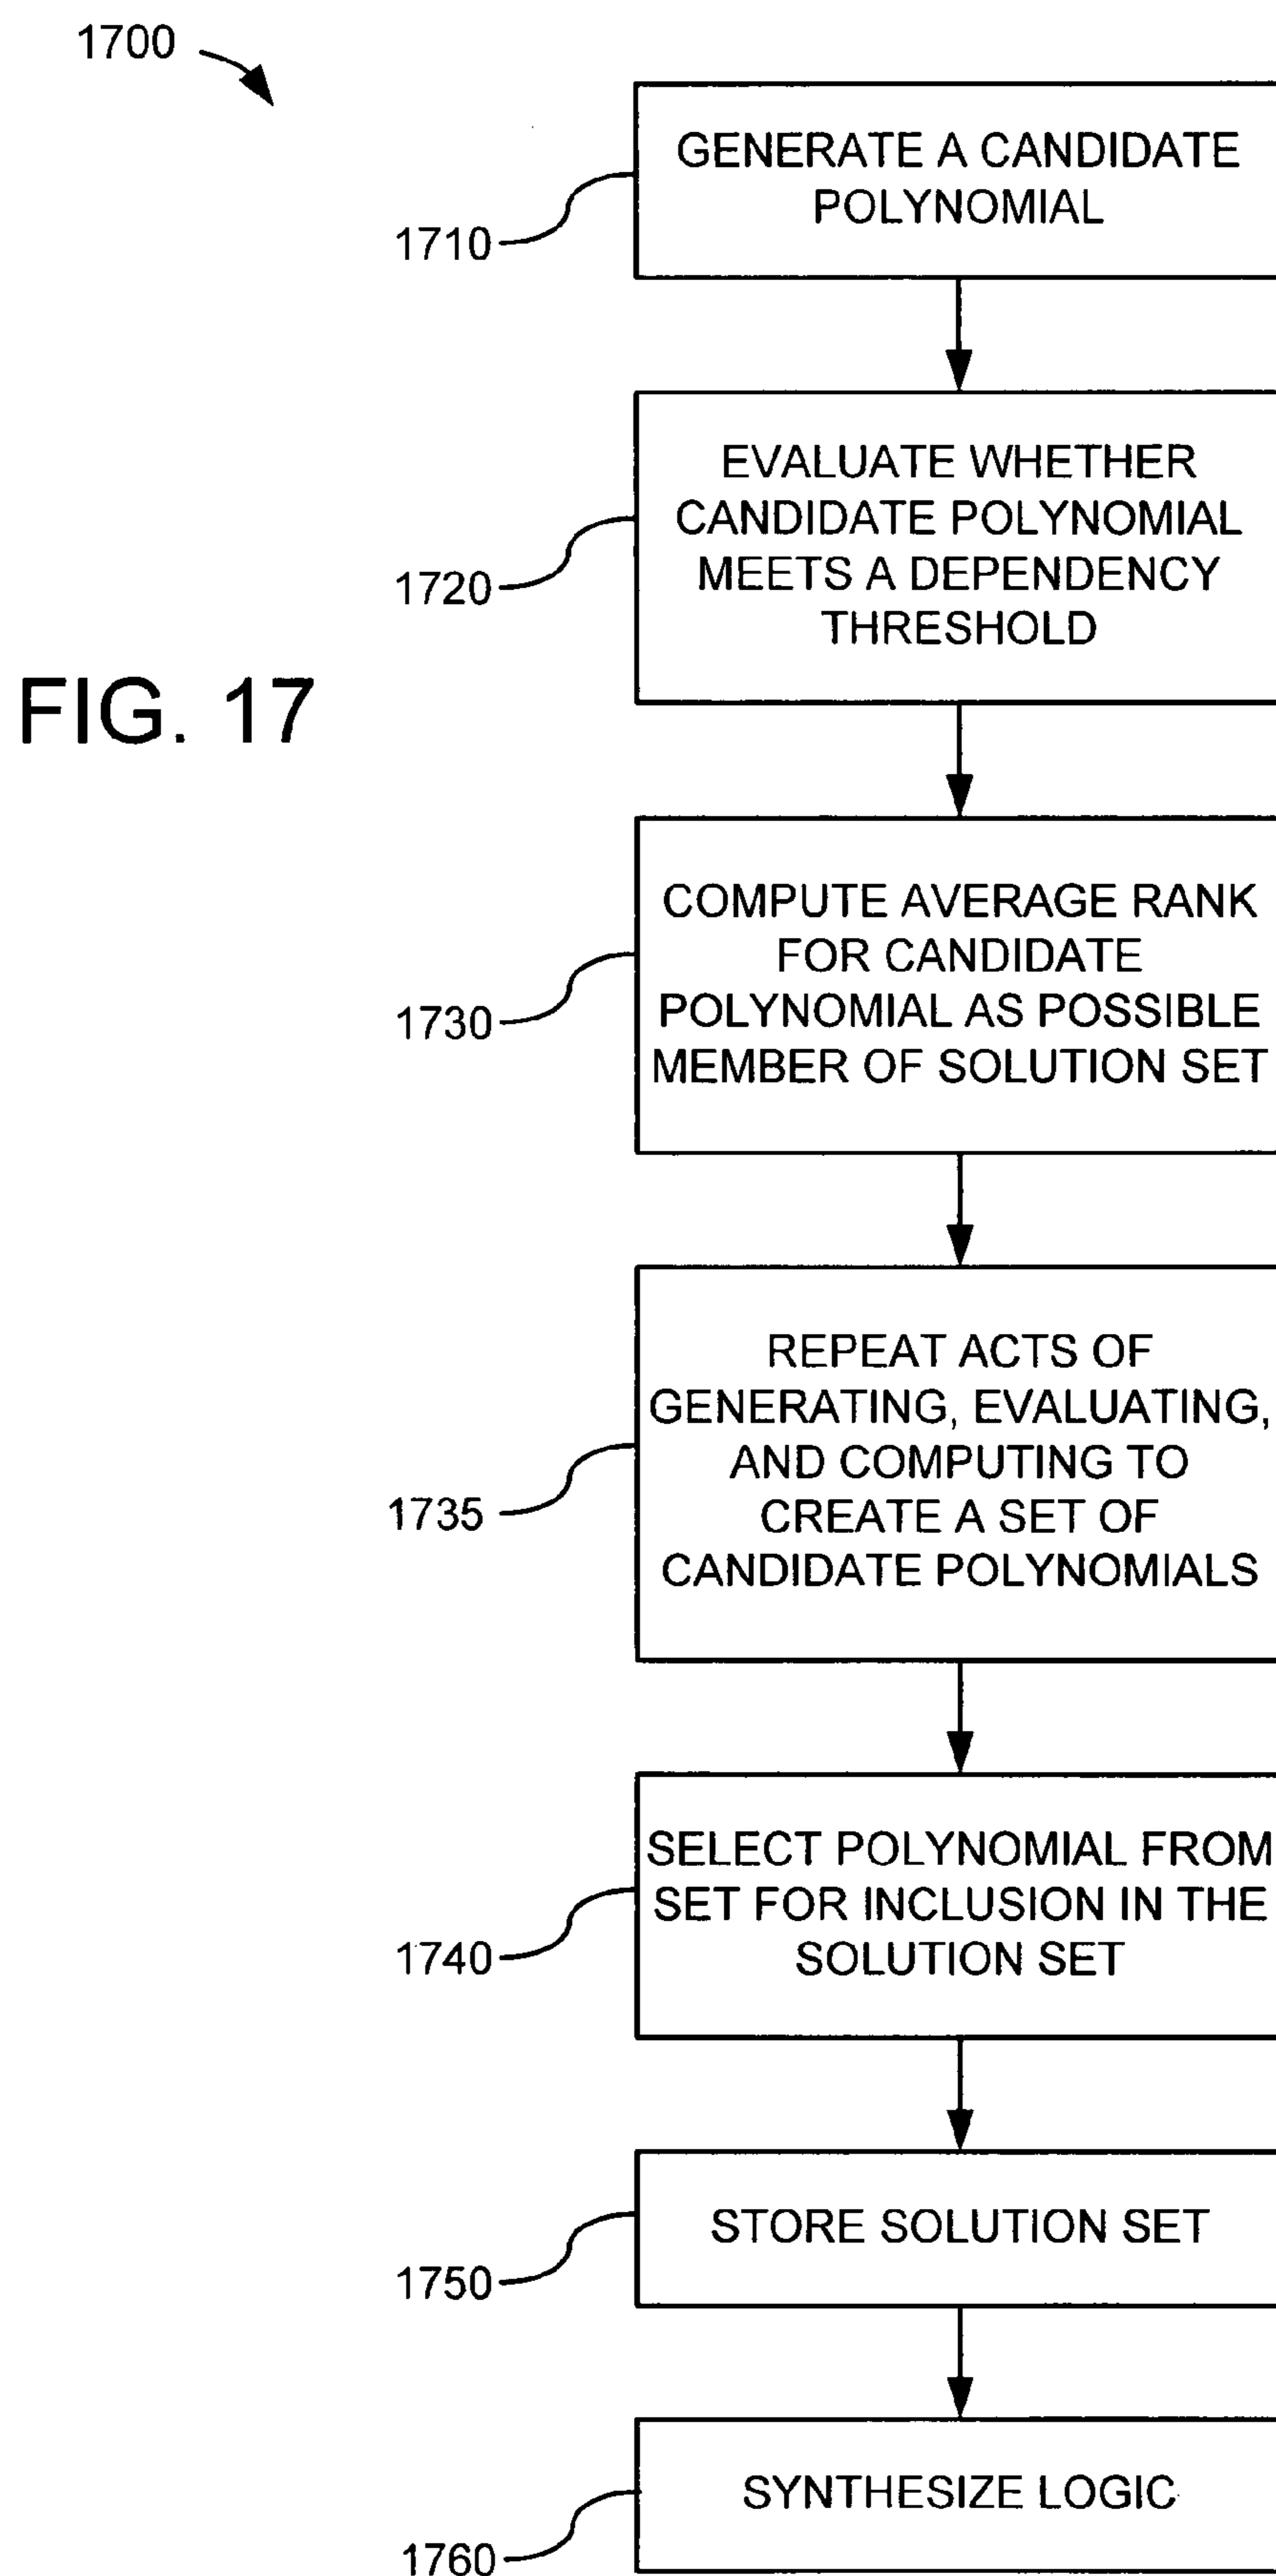 1700
GENERATE A CANDIDATE
POLYNOMIAL
1710
EVALUATE WHETHER
CANDIDATE POLYNOMIAL
MEETS A DEPENDENCY
THRESHOLD
1720
FIG. 17
COMPUTE AVERAGE RANK
FOR CANDIDATE
POLYNOMIAL AS POSSIBLE
MEMBER OF SOLUTION SET
1730
REPEAT ACTS OF
GENERATING, EVALUATING,
AND COMPUTING TO
CREATE A SET OF
CANDIDATE POLYNOMIALS
1735
SELECT POLYNOMIAL FROM
SET FOR INCLUSION IN THE
SOLUTION SET
1740
STORE SOLUTION SET
1750
SYNTHESIZE LOGIC
1760